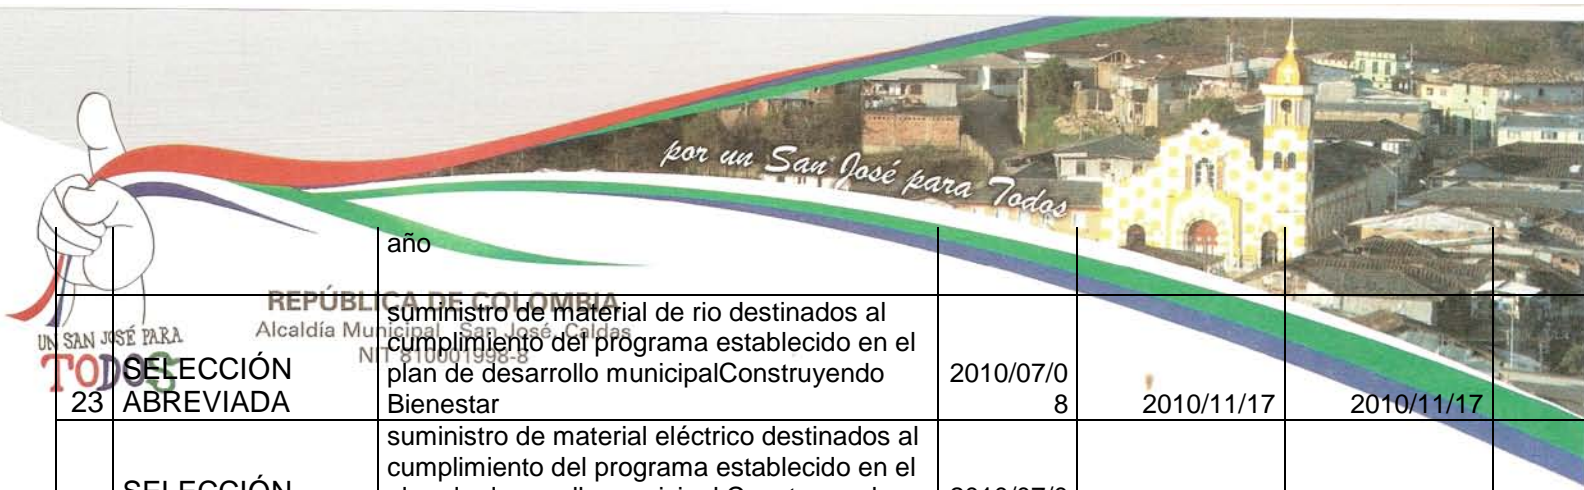 por un San José para Todos
año
REPÚBLICA DE COLOMBIA
Alcaldía Municipal San José, Caldas
NIT 810001998-8
UN SAN JOSÉ PARA
TODOS
23 SELECCIÓN ABREVIADA
suministro de material de rio destinados al
cumplimiento del programa establecido en el
plan de desarrollo municipalConstruyendo
Bienestar
2010/07/0
8
2010/11/17
2010/11/17
SELECCIÓN
suministro de material eléctrico destinados al
cumplimiento del programa establecido en el